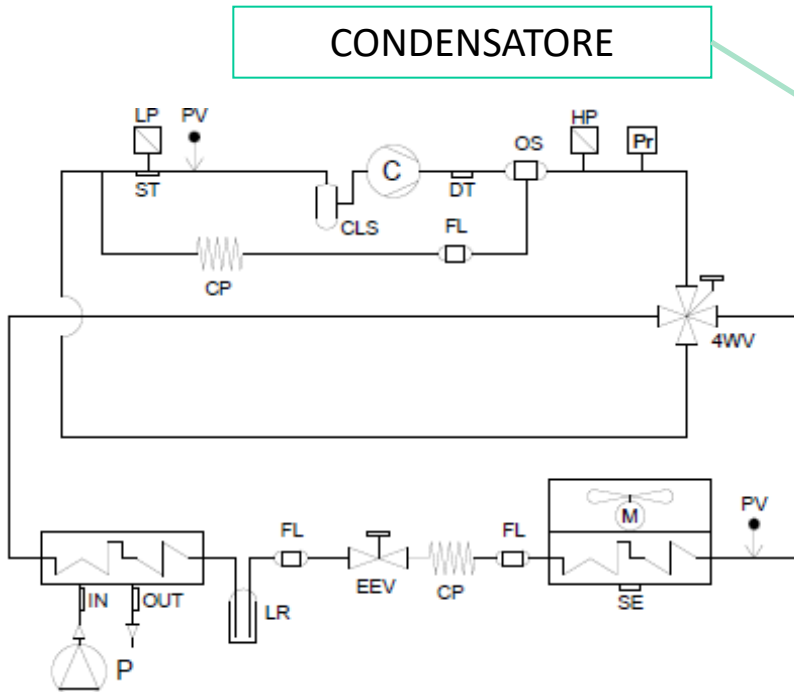 CONDENSATORE
LP
PV
HP
OS
Pr
C
ST
DT
CLS
FL
CP
4WV
PV
M
FL
FL
EEV
CP
SE
IN
OUT
LR
P